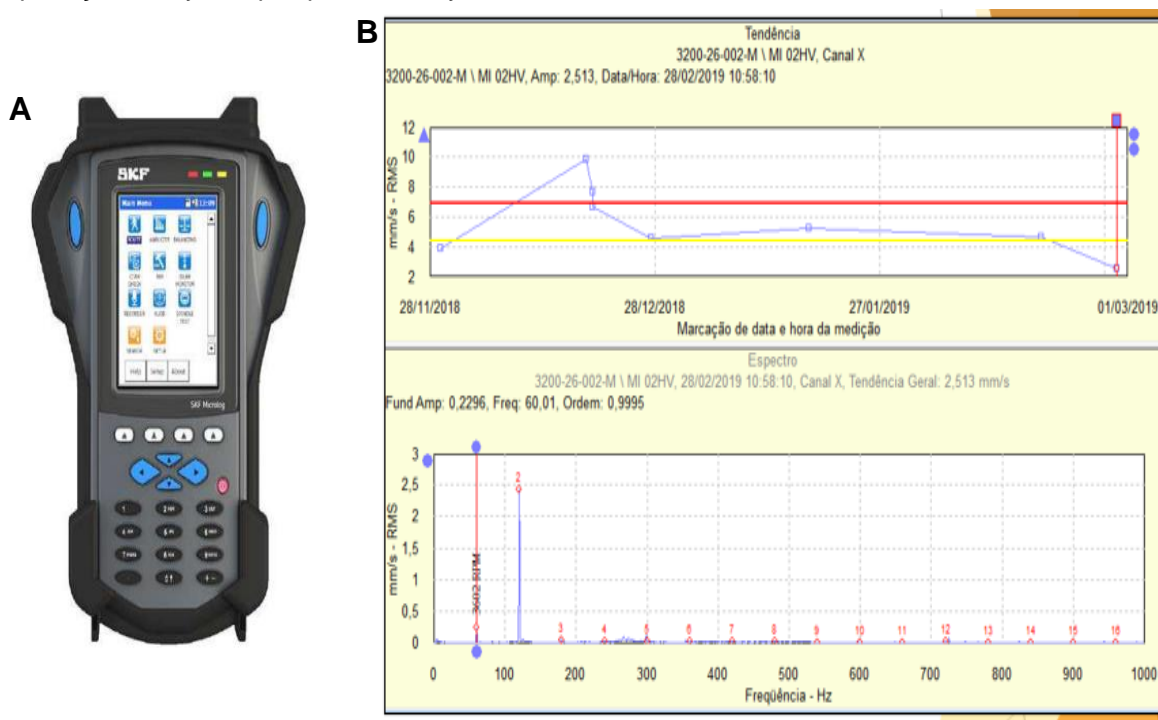 A
SKF
Main Menu
Help
SKF Microlog
B
Tendência
3200-26-002-M \ MI 02HV, Canal X
3200-26-002-M \ MI 02HV, Amp: 2,513, Data/Hora: 28/02/2019 10:58:10
12
10
8
6
4
2
mm/s - RMS
28/11/2018 28/12/2018 27/01/2019 01/03/2019
Marcação de data e hora da medição
Espectro
3200-26-002-M \ MI 02HV, 28/02/2019 10:58:10, Canal X, Tendência Geral: 2,513 mm/s
Fund Amp: 0,2296, Freq: 60,01, Ordem: 0,9995
3
2,5
2
1,5
1
0,5
0
mm/s - RMS
3602 RPM
2
3 4 5 6 7 8 9 10 11 12 13 14 15 16
0 100 200 300 400 500 600 700 800 900 1000
Freqüência - Hz